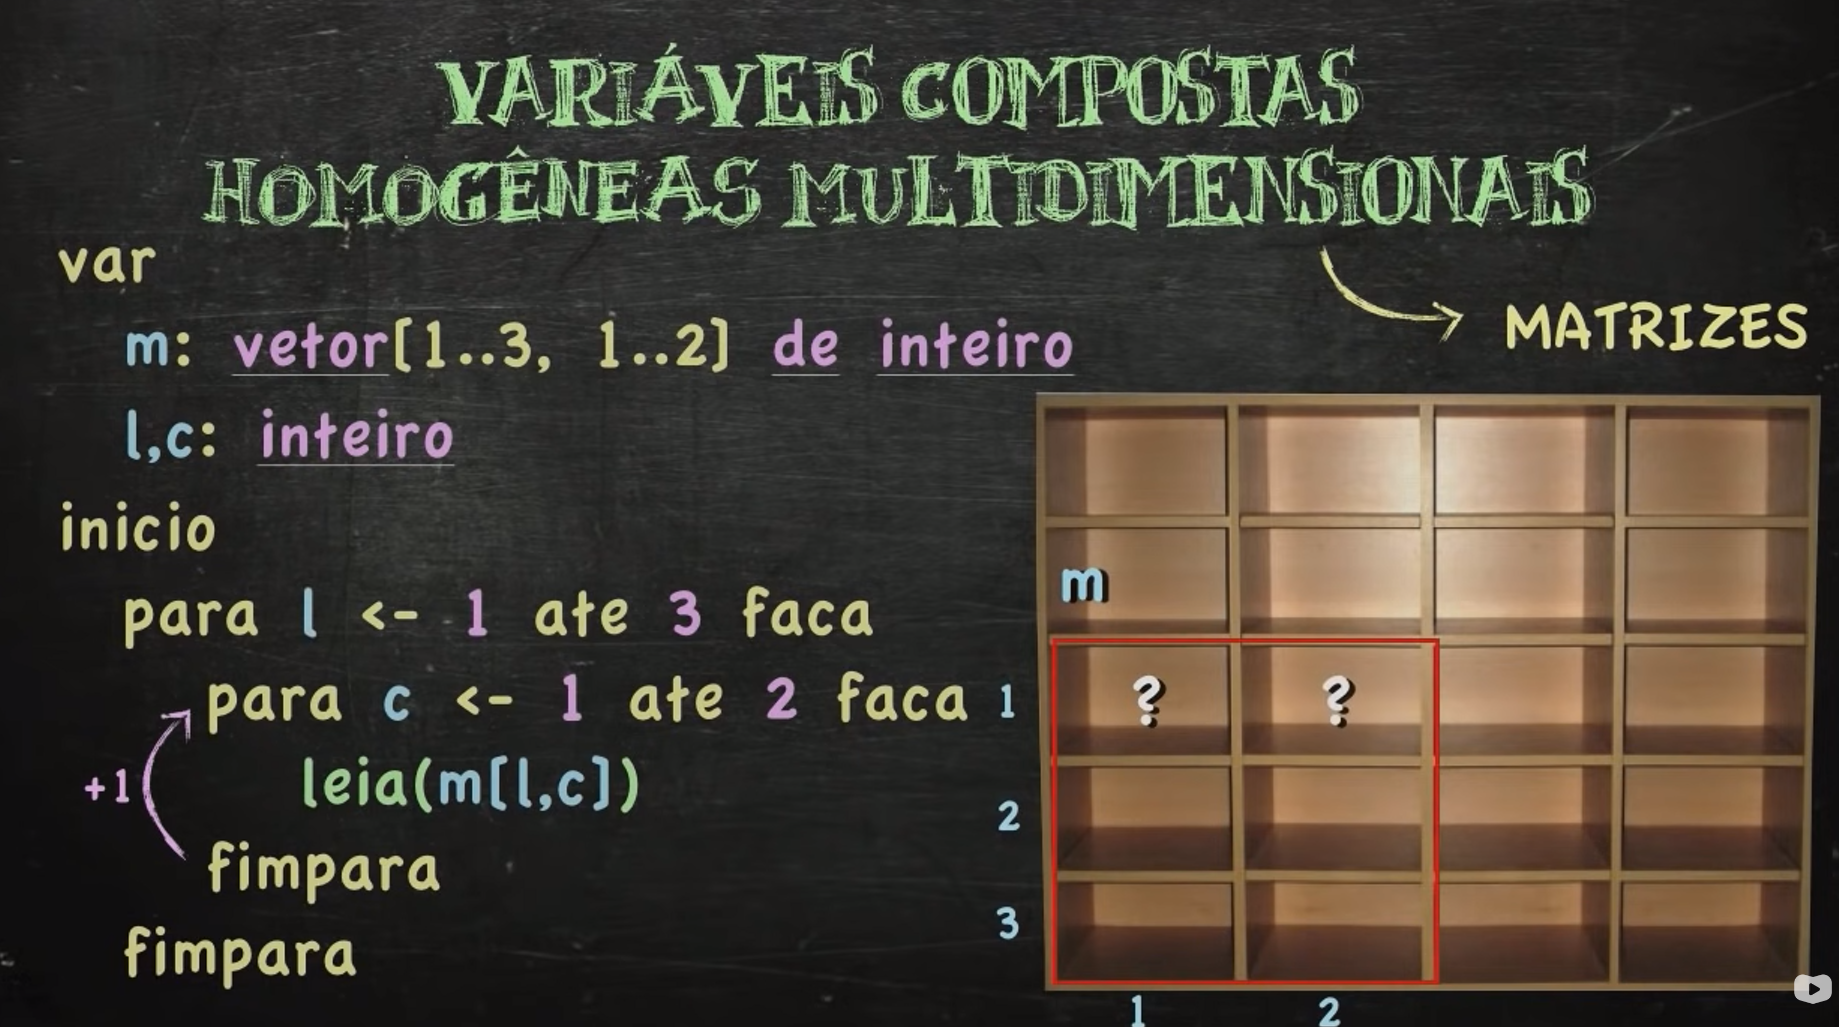 VARIÁVEIS COMPOSTAS
HOMOGÊNEAS MULTIDIMENSIONAIS
MATRIZES
var
m: vetor[1..3, 1..2] de inteiro
l,c: inteiro
inicio
para l <- 1 ate 3 faca
para c <- 1 ate 2 faca
+1
leia(m[l,c])
fimpara
fimpara
m
1
? ?
2
3
1 2